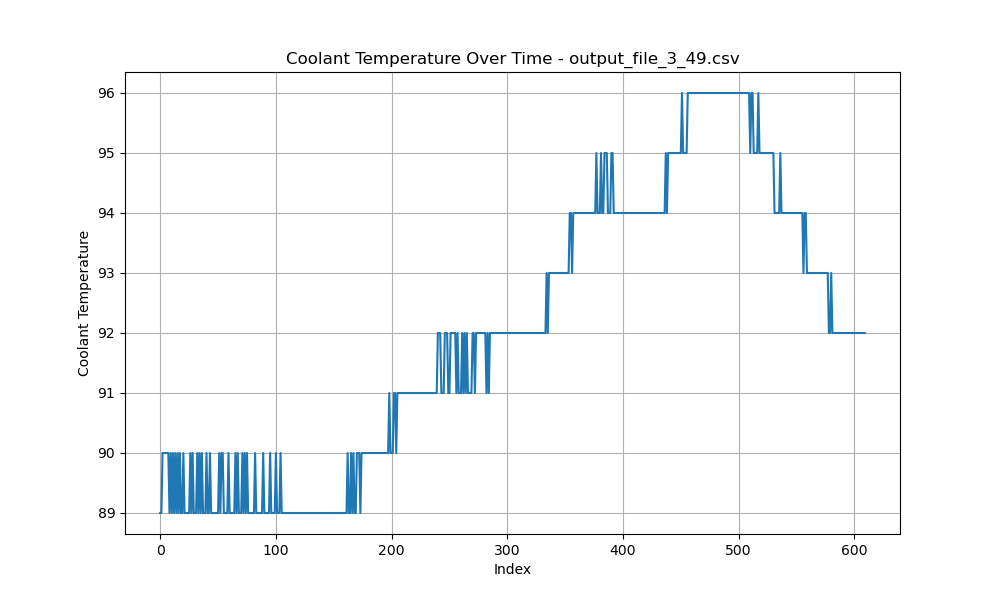 Coolant Temperature Over Time - output_file_3_49.csv
96
95
94
93
92
91
90
89
Coolant Temperature
0 100 200 300 400 500 600
Index